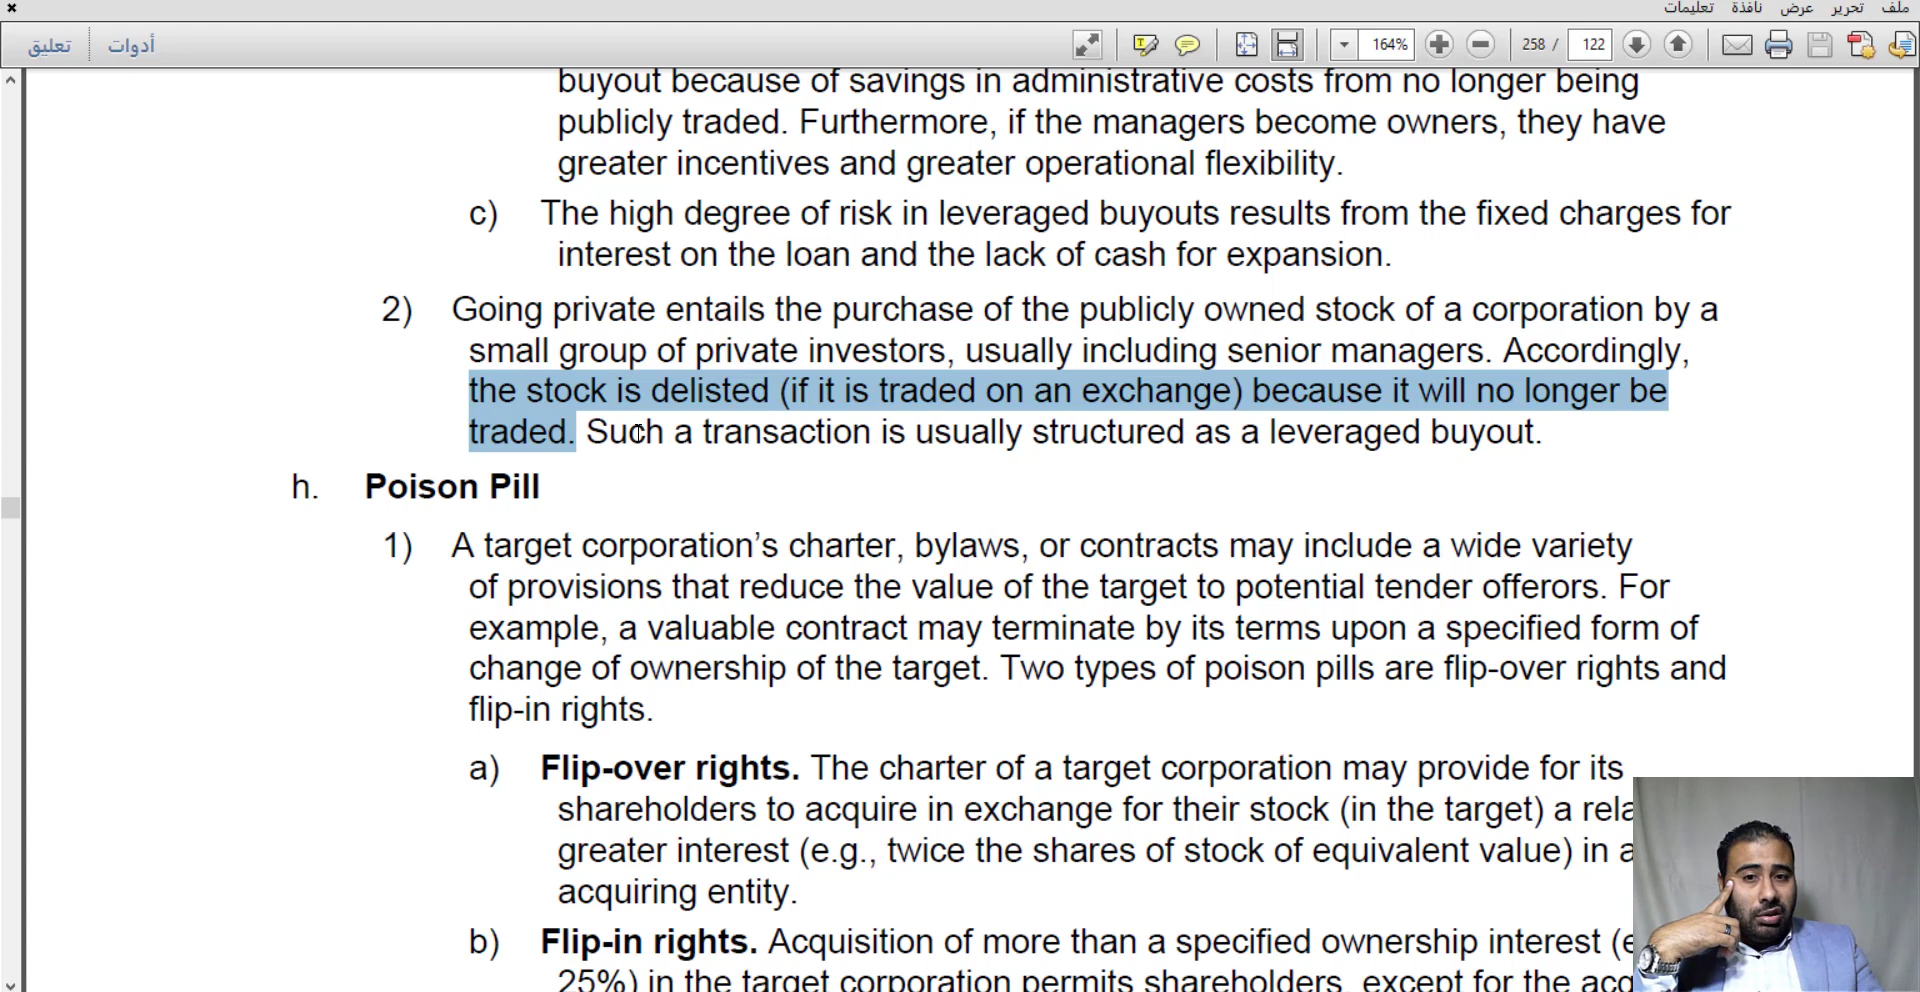 ملف تحرير عرض نافذة تعليمات
تعليق أدوات 164% 258 / 122
buyout because of savings in administrative costs from no longer being
publicly traded. Furthermore, if the managers become owners, they have
greater incentives and greater operational flexibility.
c) The high degree of risk in leveraged buyouts results from the fixed charges for
interest on the loan and the lack of cash for expansion.
2) Going private entails the purchase of the publicly owned stock of a corporation by a
small group of private investors, usually including senior managers. Accordingly,
the stock is delisted (if it is traded on an exchange) because it will no longer be
traded. Such a transaction is usually structured as a leveraged buyout.
h. Poison Pill
1) A target corporation’s charter, bylaws, or contracts may include a wide variety
of provisions that reduce the value of the target to potential tender offerors. For
example, a valuable contract may terminate by its terms upon a specified form of
change of ownership of the target. Two types of poison pills are flip-over rights and
flip-in rights.
a) Flip-over rights. The charter of a target corporation may provide for its
shareholders to acquire in exchange for their stock (in the target) a
greater interest (e.g., twice the shares of stock of equivalent value) in
acquiring entity.
b) Flip-in rights. Acquisition of more than a specified ownership interest
25%) in the target corporation permits shareholders, except for the